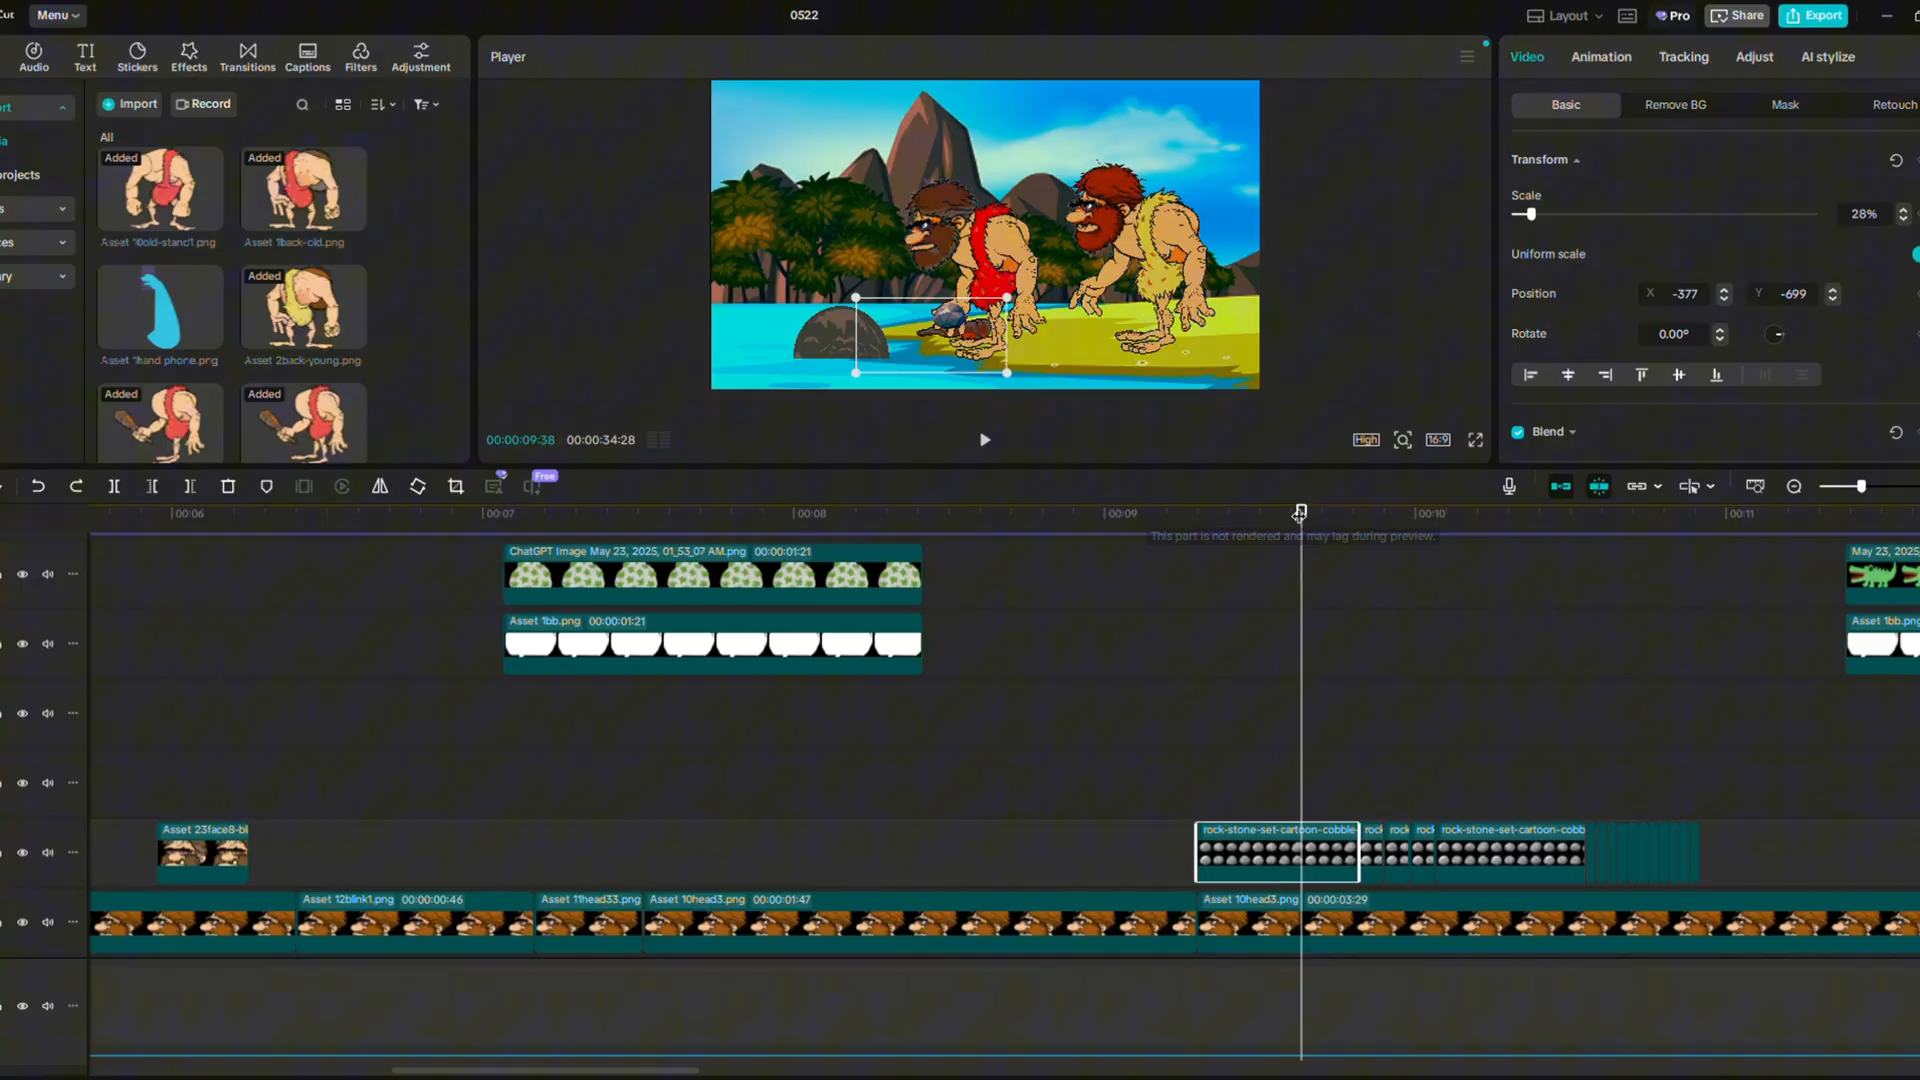 Cut Menu 0522 Layout Pro Share Export
Audio Text Stickers Effects Transitions Captions Filters Adjustment
Player
Video Animation Tracking Adjust AI stylize
Import Record
Basic Remove BG Mask Retouch
All
Added Added
Asset 1back-old.png
Added
Asset 1hand phone.png Asset 2back-young.png
Added Added
Transform
Scale
28%
Uniform scale
Position X -377 Y -699
Rotate 0.00°
Blend
00:00:09:38 00:00:34:28
High 16:9
Free
00:06 00:07 00:08 00:09 00:10 00:11
This part is not rendered and may lag during preview.
ChatGPT Image May 23, 2025, 01_53_07 AM.png 00:00:01:21
May 23, 2025,
Asset 1bb.png 00:00:01:21
Asset 1bb.png
Asset 23face8-bl
rock-stone-set-cartoon-cobble- rock rock rock rock-stone-set-cartoon-cobb
Asset 12blink1.png 00:00:00:46 Asset 11head33.png Asset 10head3.png 00:00:01:47 Asset 10head3.png 00:00:03:29